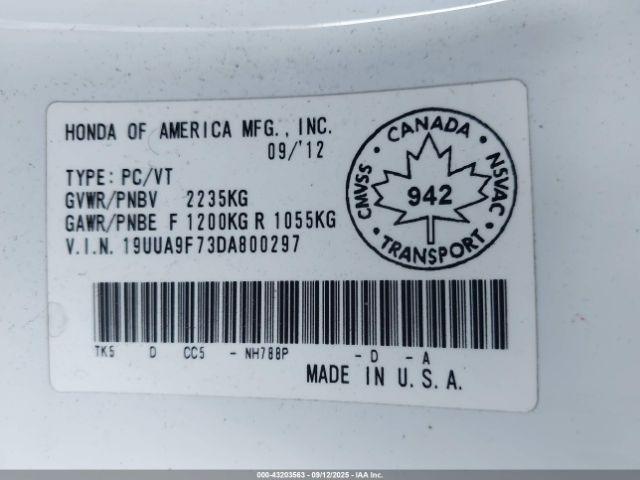 HONDA OF AMERICA MFG., INC.
09/'12
TYPE: PC/VT
GVWR/PNBV 2235KG
GAWR/PNBE F 1200KG R 1055KG
V.I.N. 19UUA9F73DA800297
CANADA
CMVSS
NSVAC
942
TRANSPORT
TK5 D CC5 - NH788P - D - A
MADE IN U.S.A.
000-43203563 - 09/12/2025 - IAA Inc.